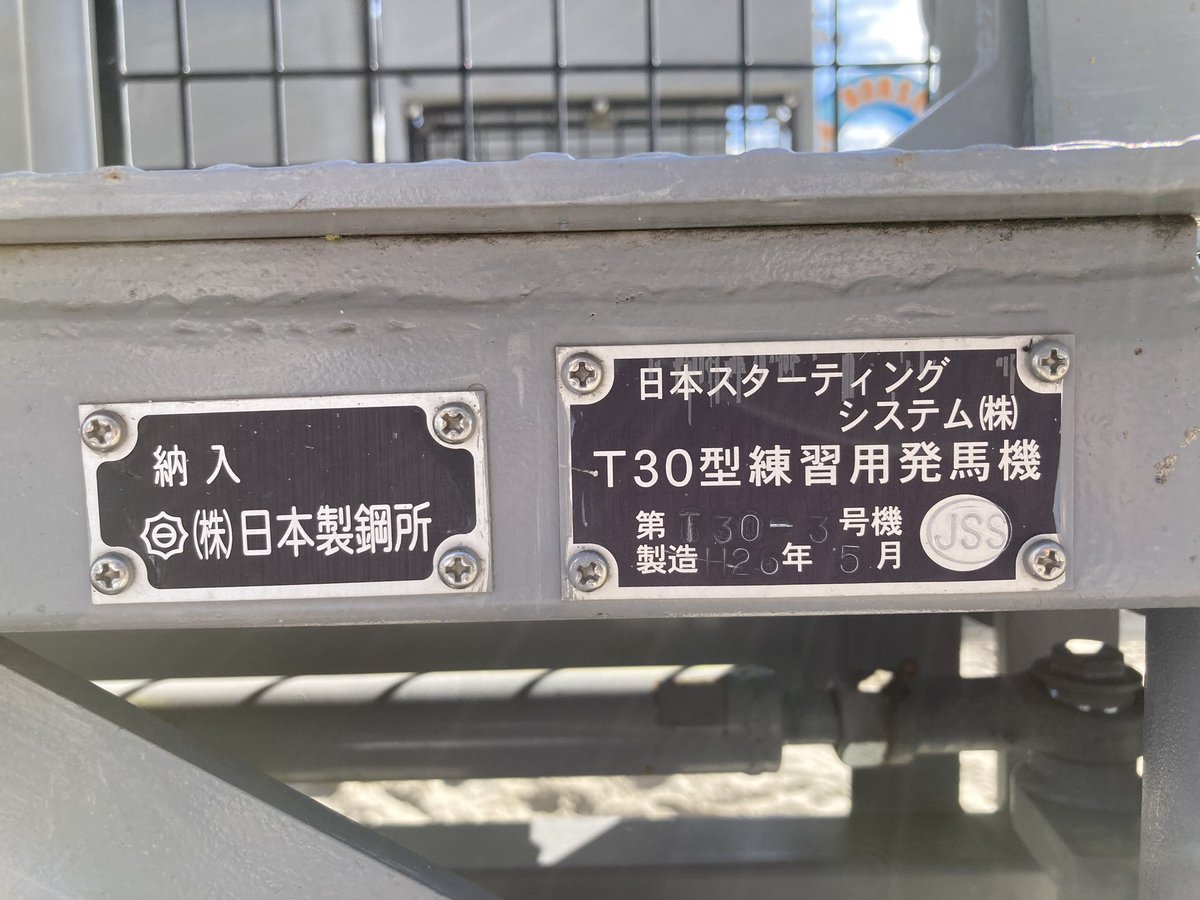 納入
(株)日本製鋼所
日本スターティング
システム(株)
T30型練習用発馬機
第T30-3号機
製造H26年5月
JSS